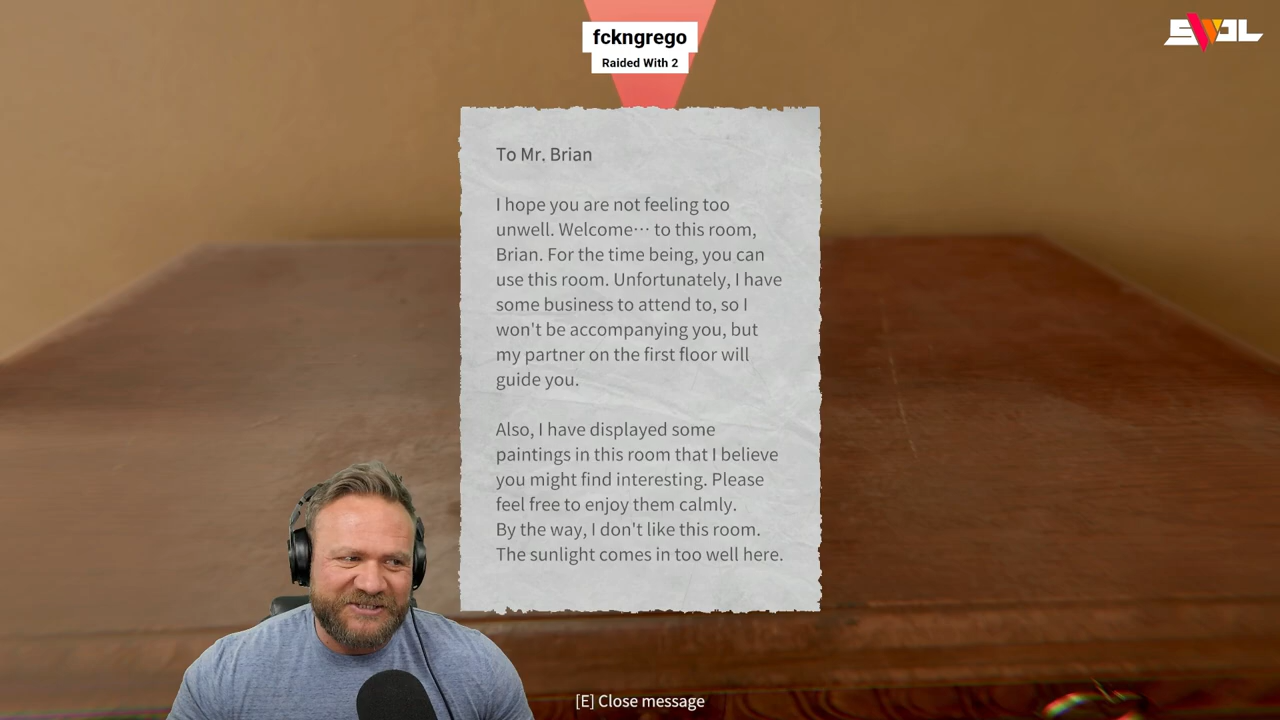 fckngrego
Raided With 2
SWOL
To Mr. Brian
I hope you are not feeling too
unwell. Welcome··· to this room,
Brian. For the time being, you can
use this room. Unfortunately, I have
some business to attend to, so I
won't be accompanying you, but
my partner on the first floor will
guide you.
Also, I have displayed some
paintings in this room that I believe
you might find interesting. Please
feel free to enjoy them calmly.
By the way, I don't like this room.
The sunlight comes in too well here.
[E] Close message